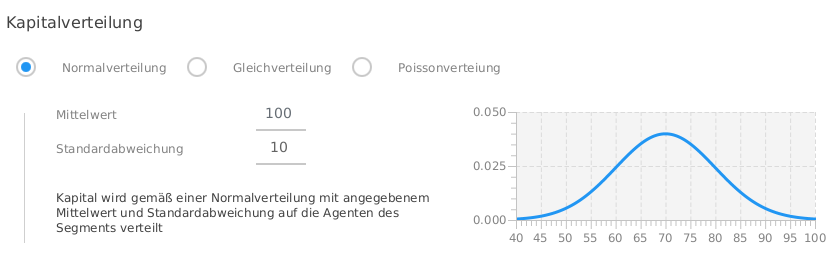 Kapitalverteilung
Normalverteilung Gleichverteilung Poissonverteiung
Mittelwert 100
Standardabweichung 10
Kapital wird gemäß einer Normalverteilung mit angegebenem
Mittelwert und Standardabweichung auf die Agenten des
Segments verteilt
0.050
0.025
0.000
40 45 50 55 60 65 70 75 80 85 90 95 100